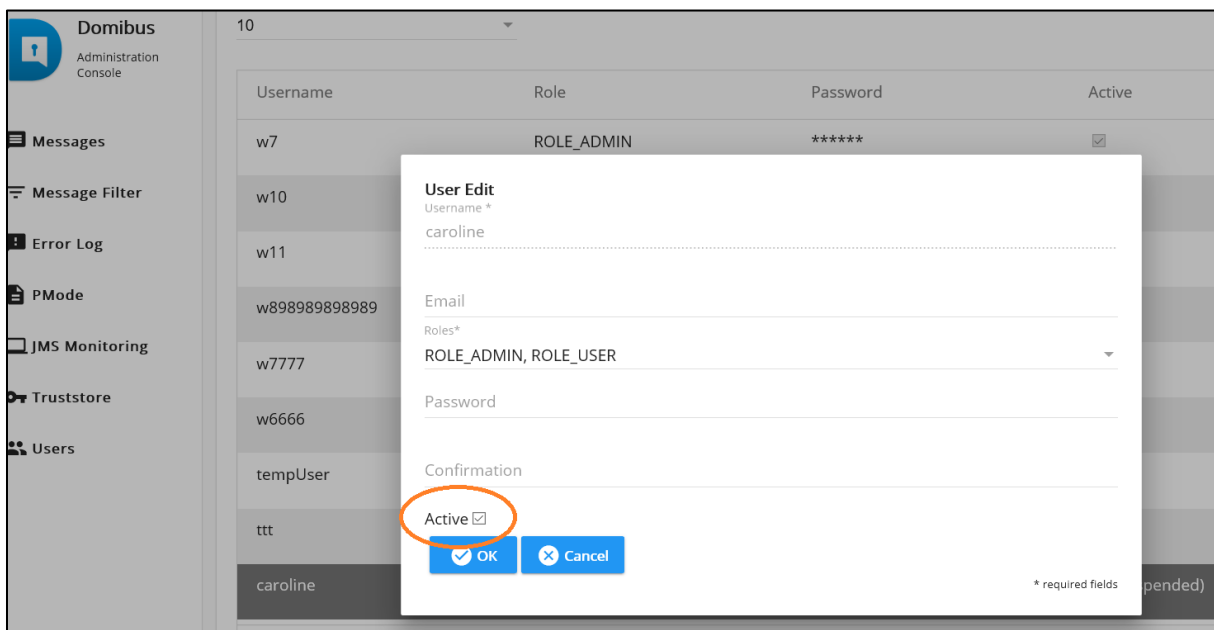 Domibus
Administration
Console
Messages
Message Filter
Error Log
PMode
JMS Monitoring
Truststore
Users
10
Username Role Password Active
w7 ROLE_ADMIN ******
w10
w11
w898989898989
w7777
w6666
tempUser
ttt
caroline pended)
User Edit
Username *
caroline
Email
Roles*
ROLE_ADMIN, ROLE_USER
Password
Confirmation
Active
OK Cancel
* required fields